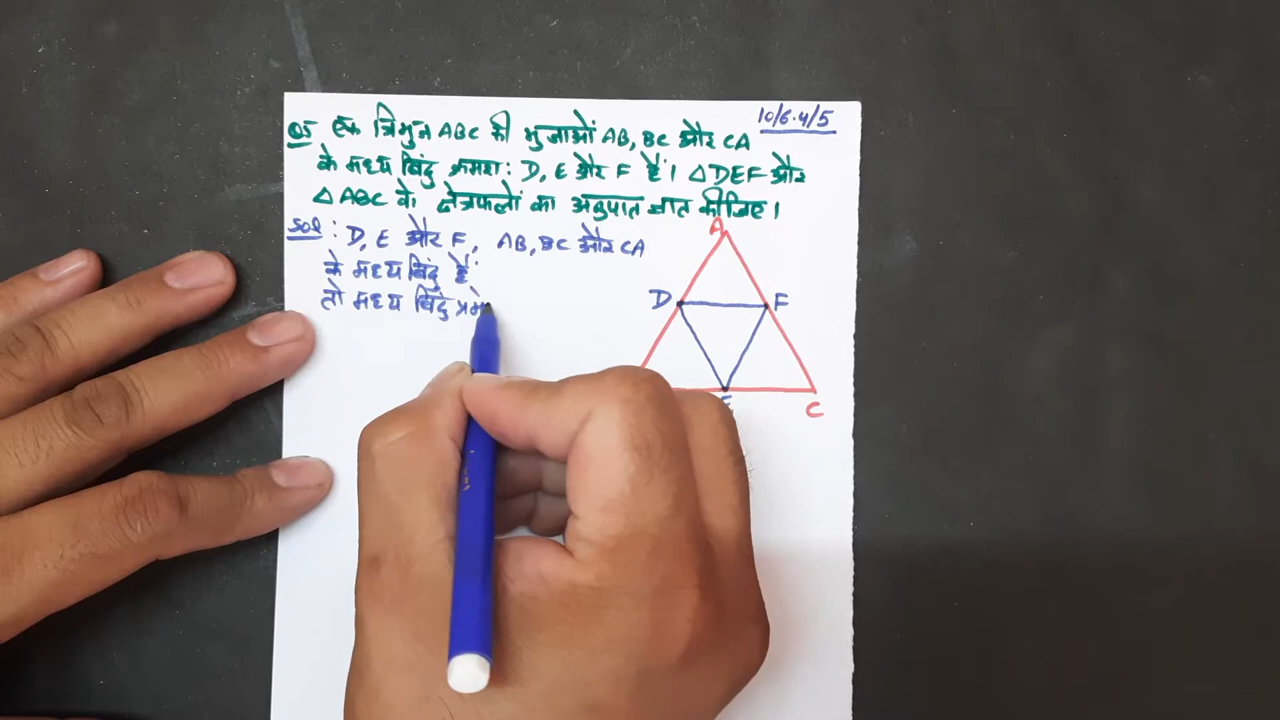 10/6.4/5
Q5 एक त्रिभुज ABC की भुजाओं AB, BC और CA
के मध्य बिंदु क्रमश: D, E और F हैं। △DEF और
△ABC के क्षेत्रफलों का अनुपात ज्ञात कीजिए।
Sol : D, E और F, AB, BC और CA
के मध्य बिंदु हैं
तो मध्य बिंदु प्रमे
A
D
F
E
C